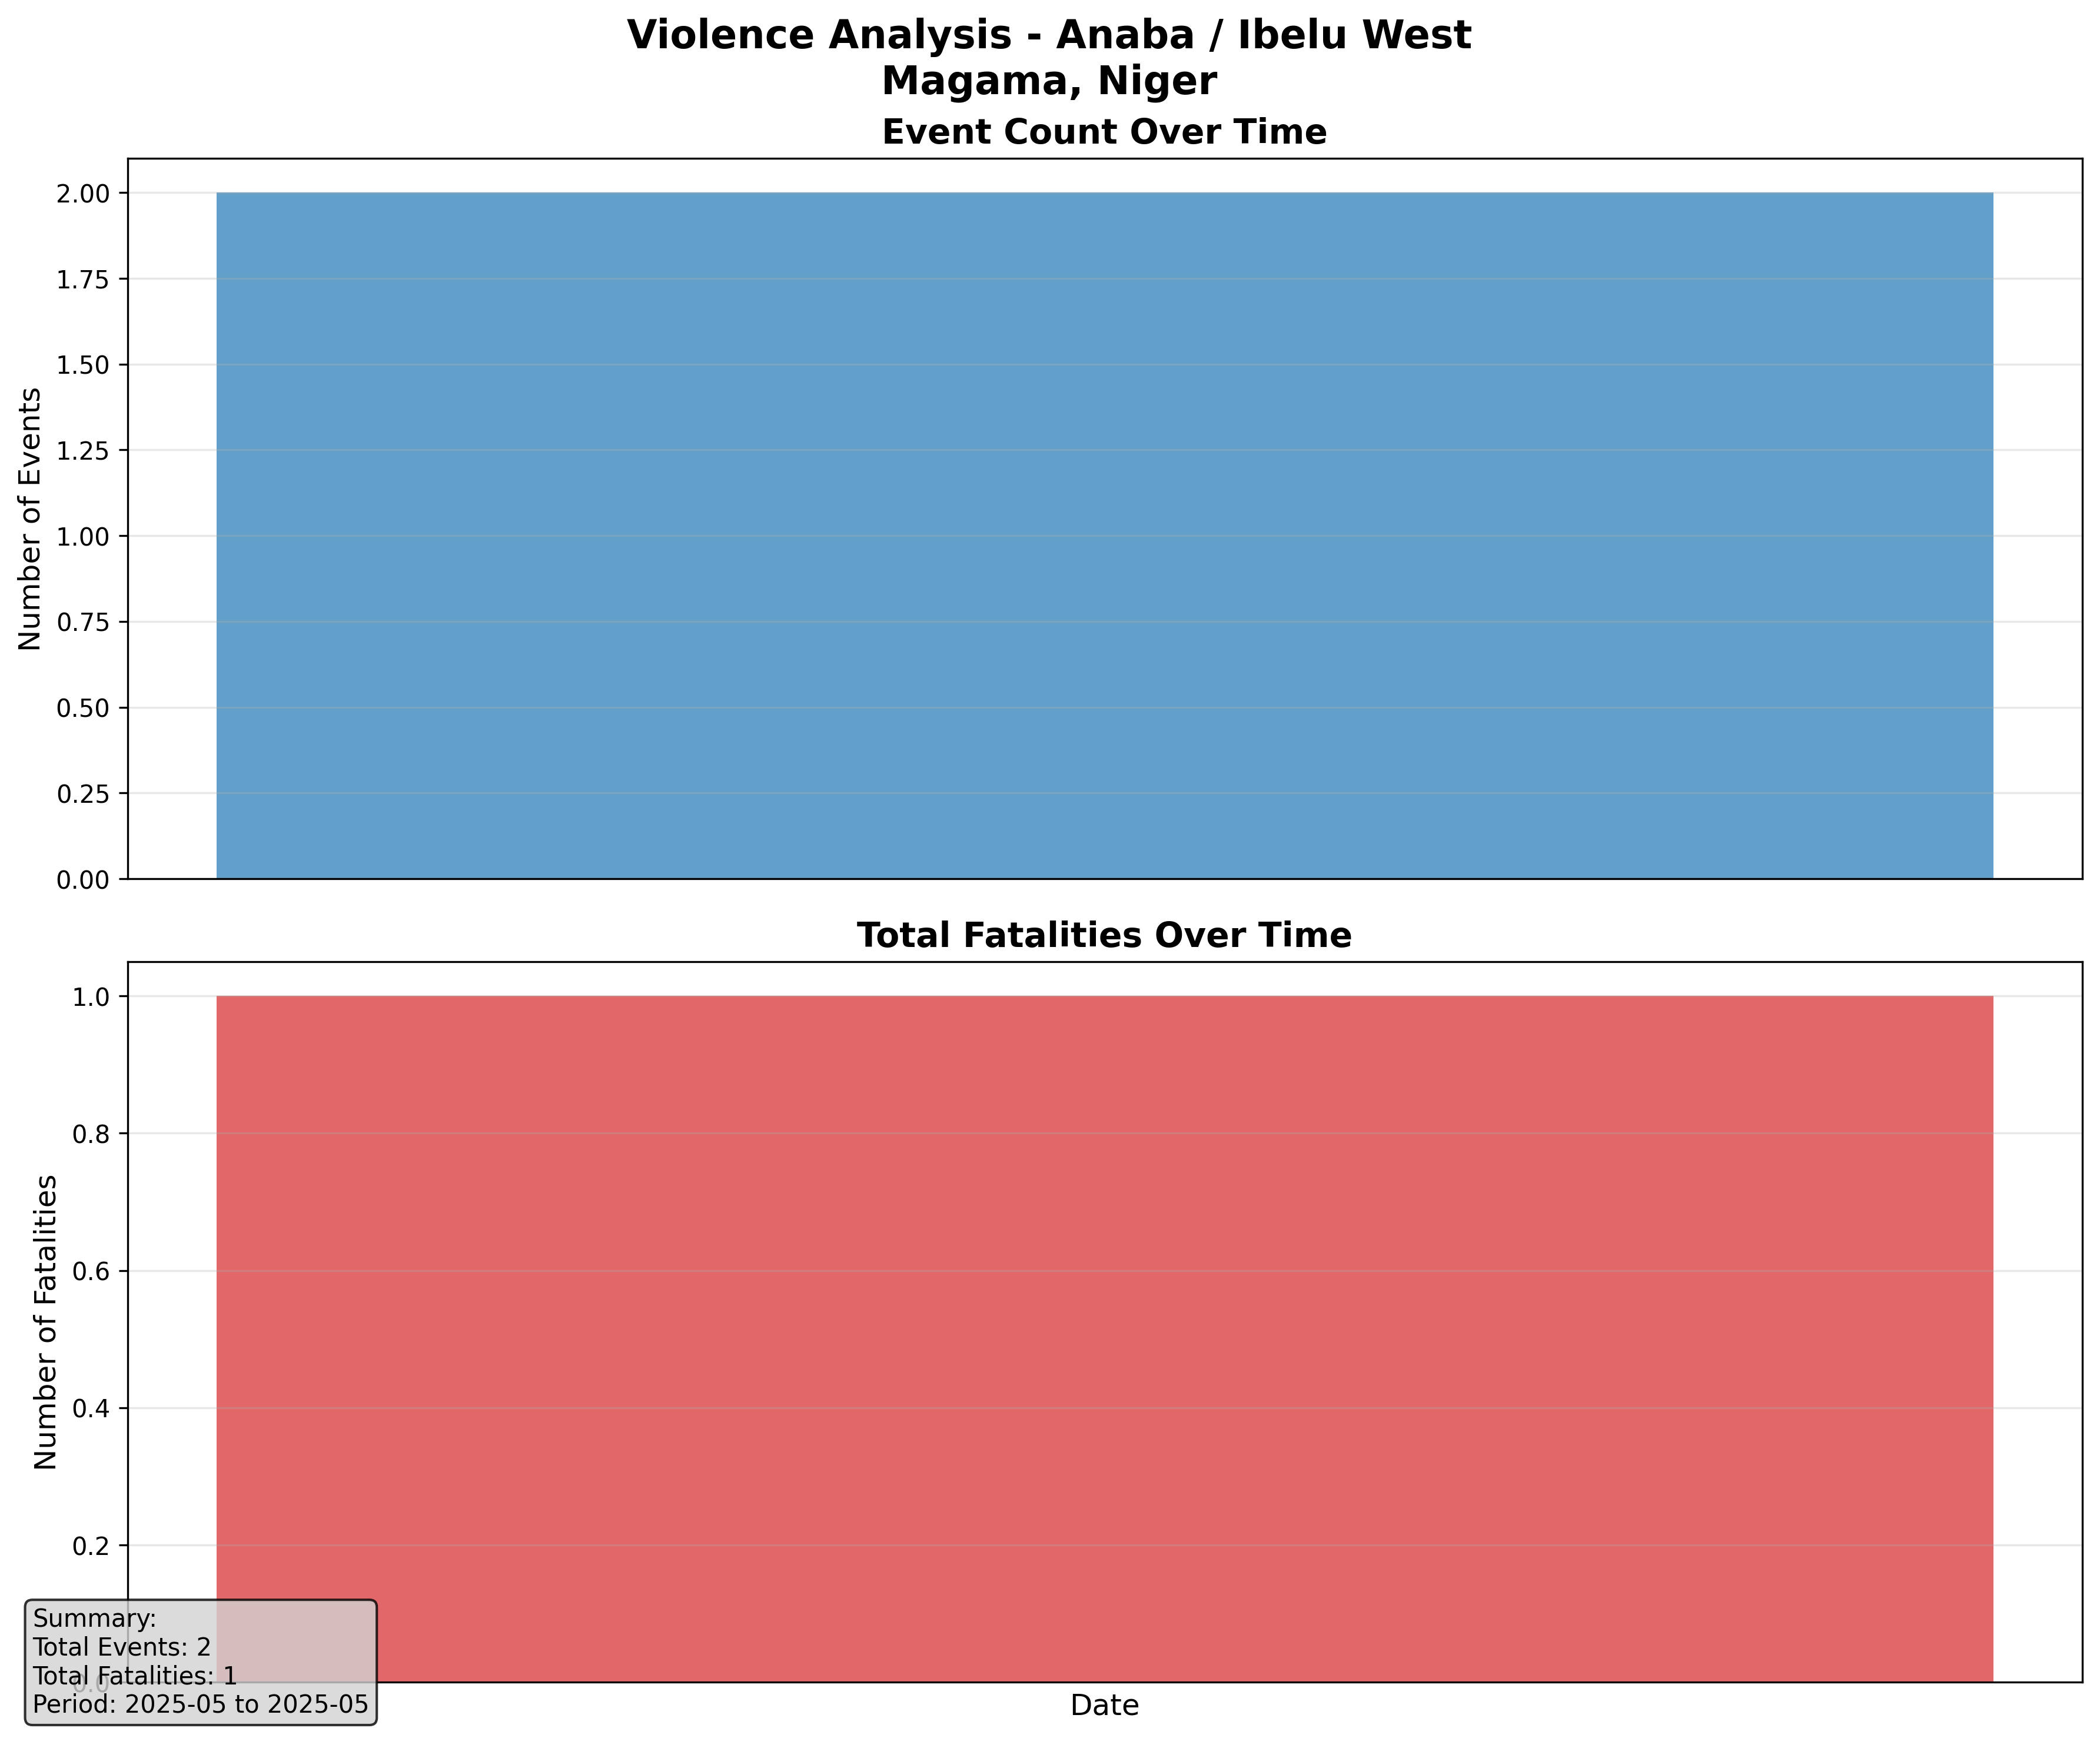 Violence Analysis - Anaba / Ibelu West
Magama, Niger
Event Count Over Time
Number of Events
2.00
1.75
1.50
1.25
1.00
0.75
0.50
0.25
0.00
Total Fatalities Over Time
Number of Fatalities
1.0
0.8
0.6
0.4
0.2
0.0
Summary:
Total Events: 2
Total Fatalities: 1
Period: 2025-05 to 2025-05
Date